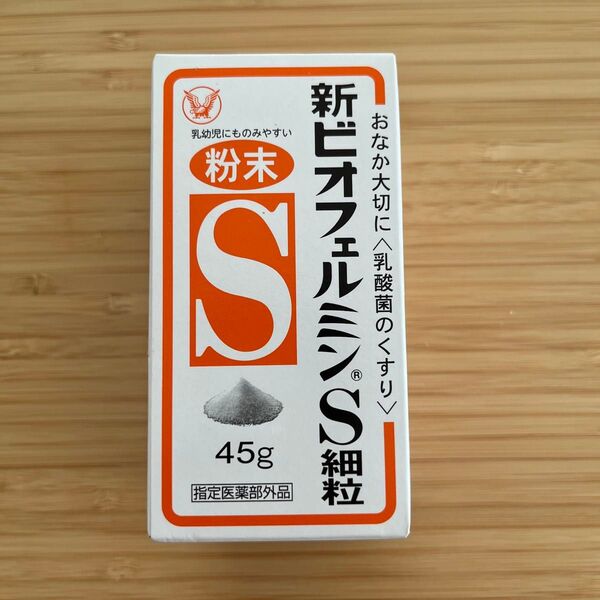 おなか大切に〈乳酸菌のくすり〉
新ビオフェルミン®S細粒
乳幼児にものみやすい
粉末
S
45g
指定医薬部外品